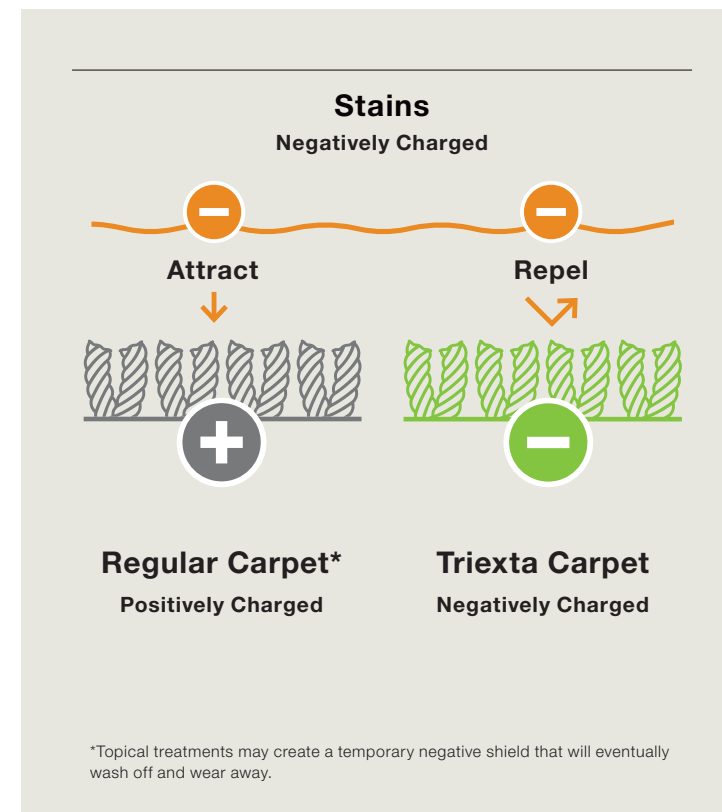 Stains
Negatively Charged
Attract
Repel
Regular Carpet*
Positively Charged
Triexta Carpet
Negatively Charged
*Topical treatments may create a temporary negative shield that will eventually
wash off and wear away.